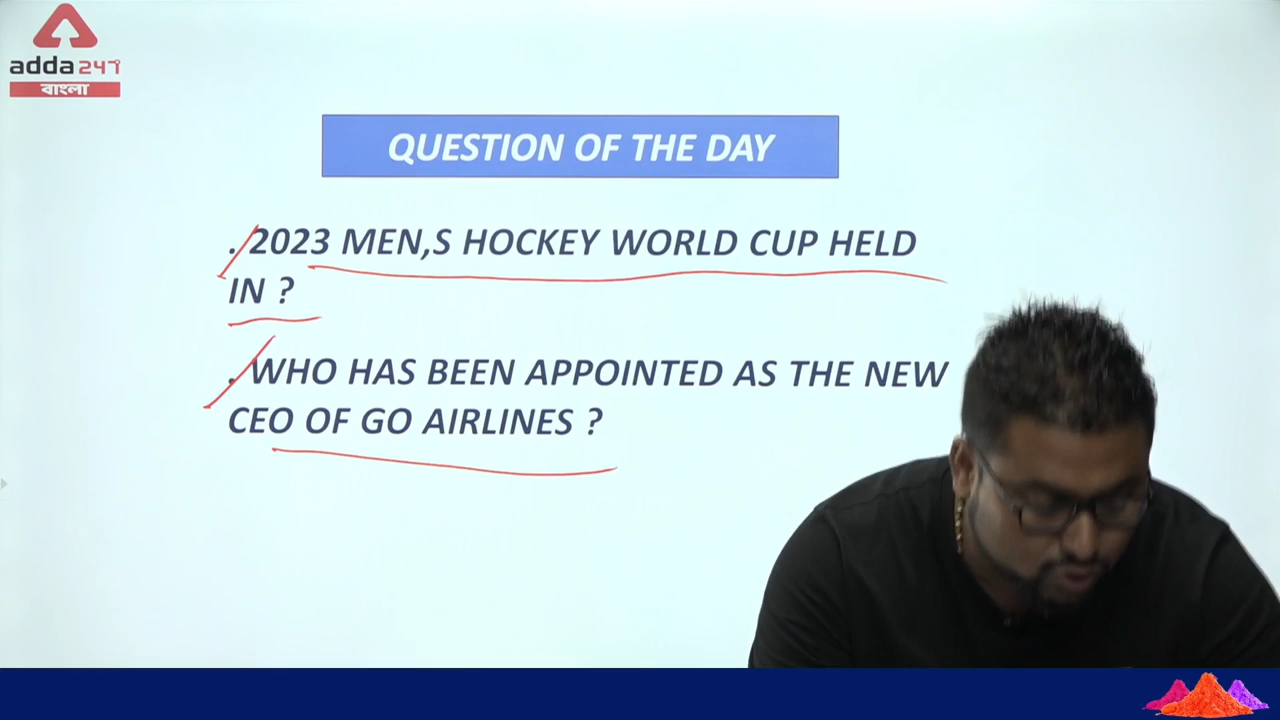 adda247
বাংলা
QUESTION OF THE DAY
. 2023 MEN,S HOCKEY WORLD CUP HELD
IN ?
. WHO HAS BEEN APPOINTED AS THE NEW
CEO OF GO AIRLINES ?